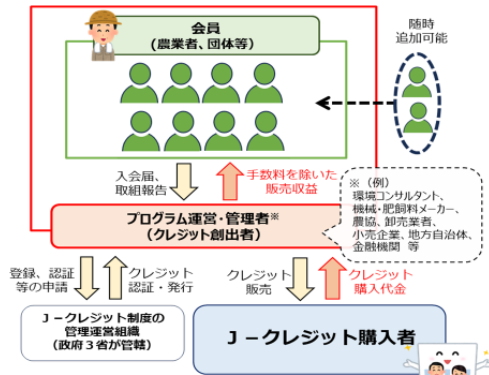 会員
(農業者、団体等)
随時
追加可能
入会届、
取組報告
手数料を除いた
販売収益
※（例）
環境コンサルタント、
機械・肥飼料メーカー、
農協、卸売業者、
小売企業、地方自治体、
金融機関 等
プログラム運営・管理者※
（クレジット創出者）
登録、認証
等の申請
クレジット
認証・発行
クレジット
販売
クレジット
購入代金
Ｊ－クレジット制度の
管理運営組織
（政府３省が管轄）
Ｊ－クレジット購入者